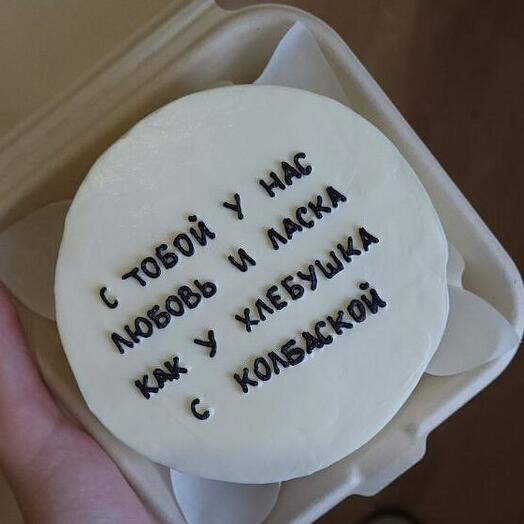 С ТОБОЙ У НАС
ЛЮБОВЬ И ЛАСКА
КАК У ХЛЕБУШКА
С КОЛБАСКОЙ